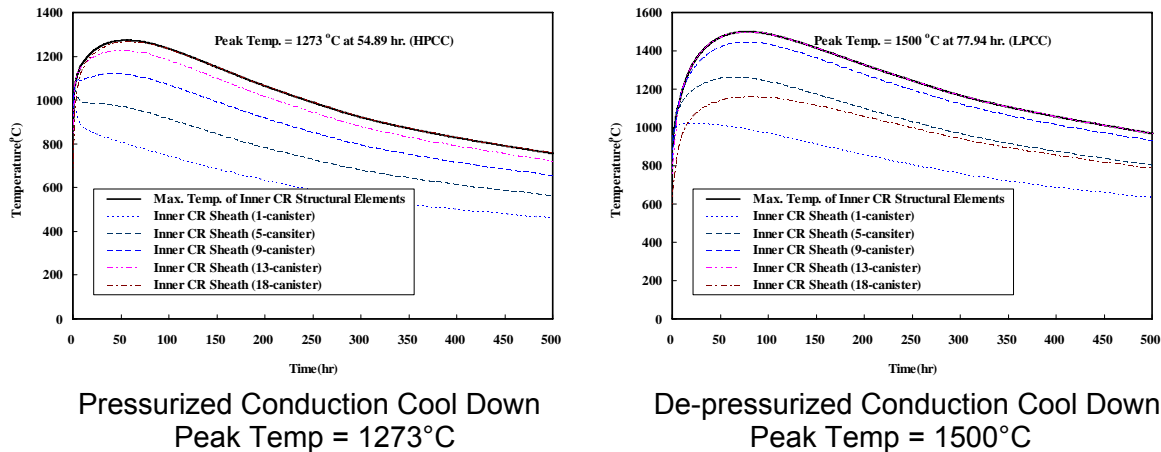 1400
1200
1000
800
600
400
200
0
Temperature(°C)
Peak Temp. = 1273 °C at 54.89 hr. (HPCC)
Max. Temp. of Inner CR Structural Elements
Inner CR Sheath (1-canister)
Inner CR Sheath (5-cansiter)
Inner CR Sheath (9-canister)
Inner CR Sheath (13-canister)
Inner CR Sheath (18-canister)
0 50 100 150 200 250 300 350 400 450 500
Time(hr)
Pressurized Conduction Cool Down
Peak Temp = 1273°C
1600
1400
1200
1000
800
600
400
200
0
Temperature(°C)
Peak Temp. = 1500 °C at 77.94 hr. (LPCC)
Max. Temp. of Inner CR Structural Elements
Inner CR Sheath (1-canister)
Inner CR Sheath (5-canister)
Inner CR Sheath (9-canister)
Inner CR Sheath (13-canister)
Inner CR Sheath (18-canister)
0 50 100 150 200 250 300 350 400 450 500
Time(hr)
De-pressurized Conduction Cool Down
Peak Temp = 1500°C